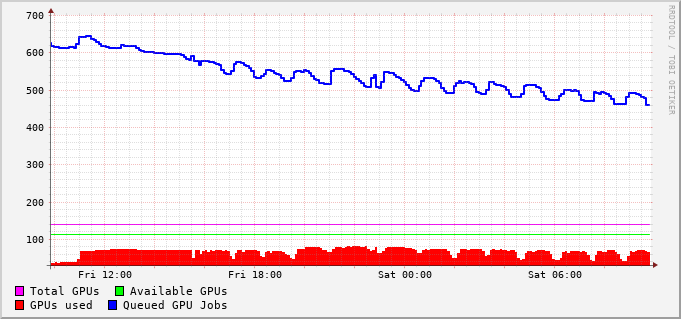 700
600
500
400
300
200
100
Fri 12:00 Fri 18:00 Sat 00:00 Sat 06:00
Total GPUs Available GPUs
GPUs used Queued GPU Jobs
RRDTOOL / TOBI OETIKER